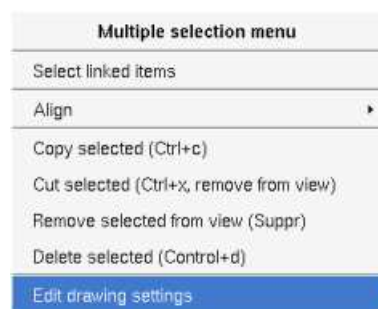 Multiple selection menu
Select linked items
Align
Copy selected (Ctrl+c)
Cut selected (Ctrl+x, remove from view)
Remove selected from view (Suppr)
Delete selected (Control+d)
Edit drawing settings